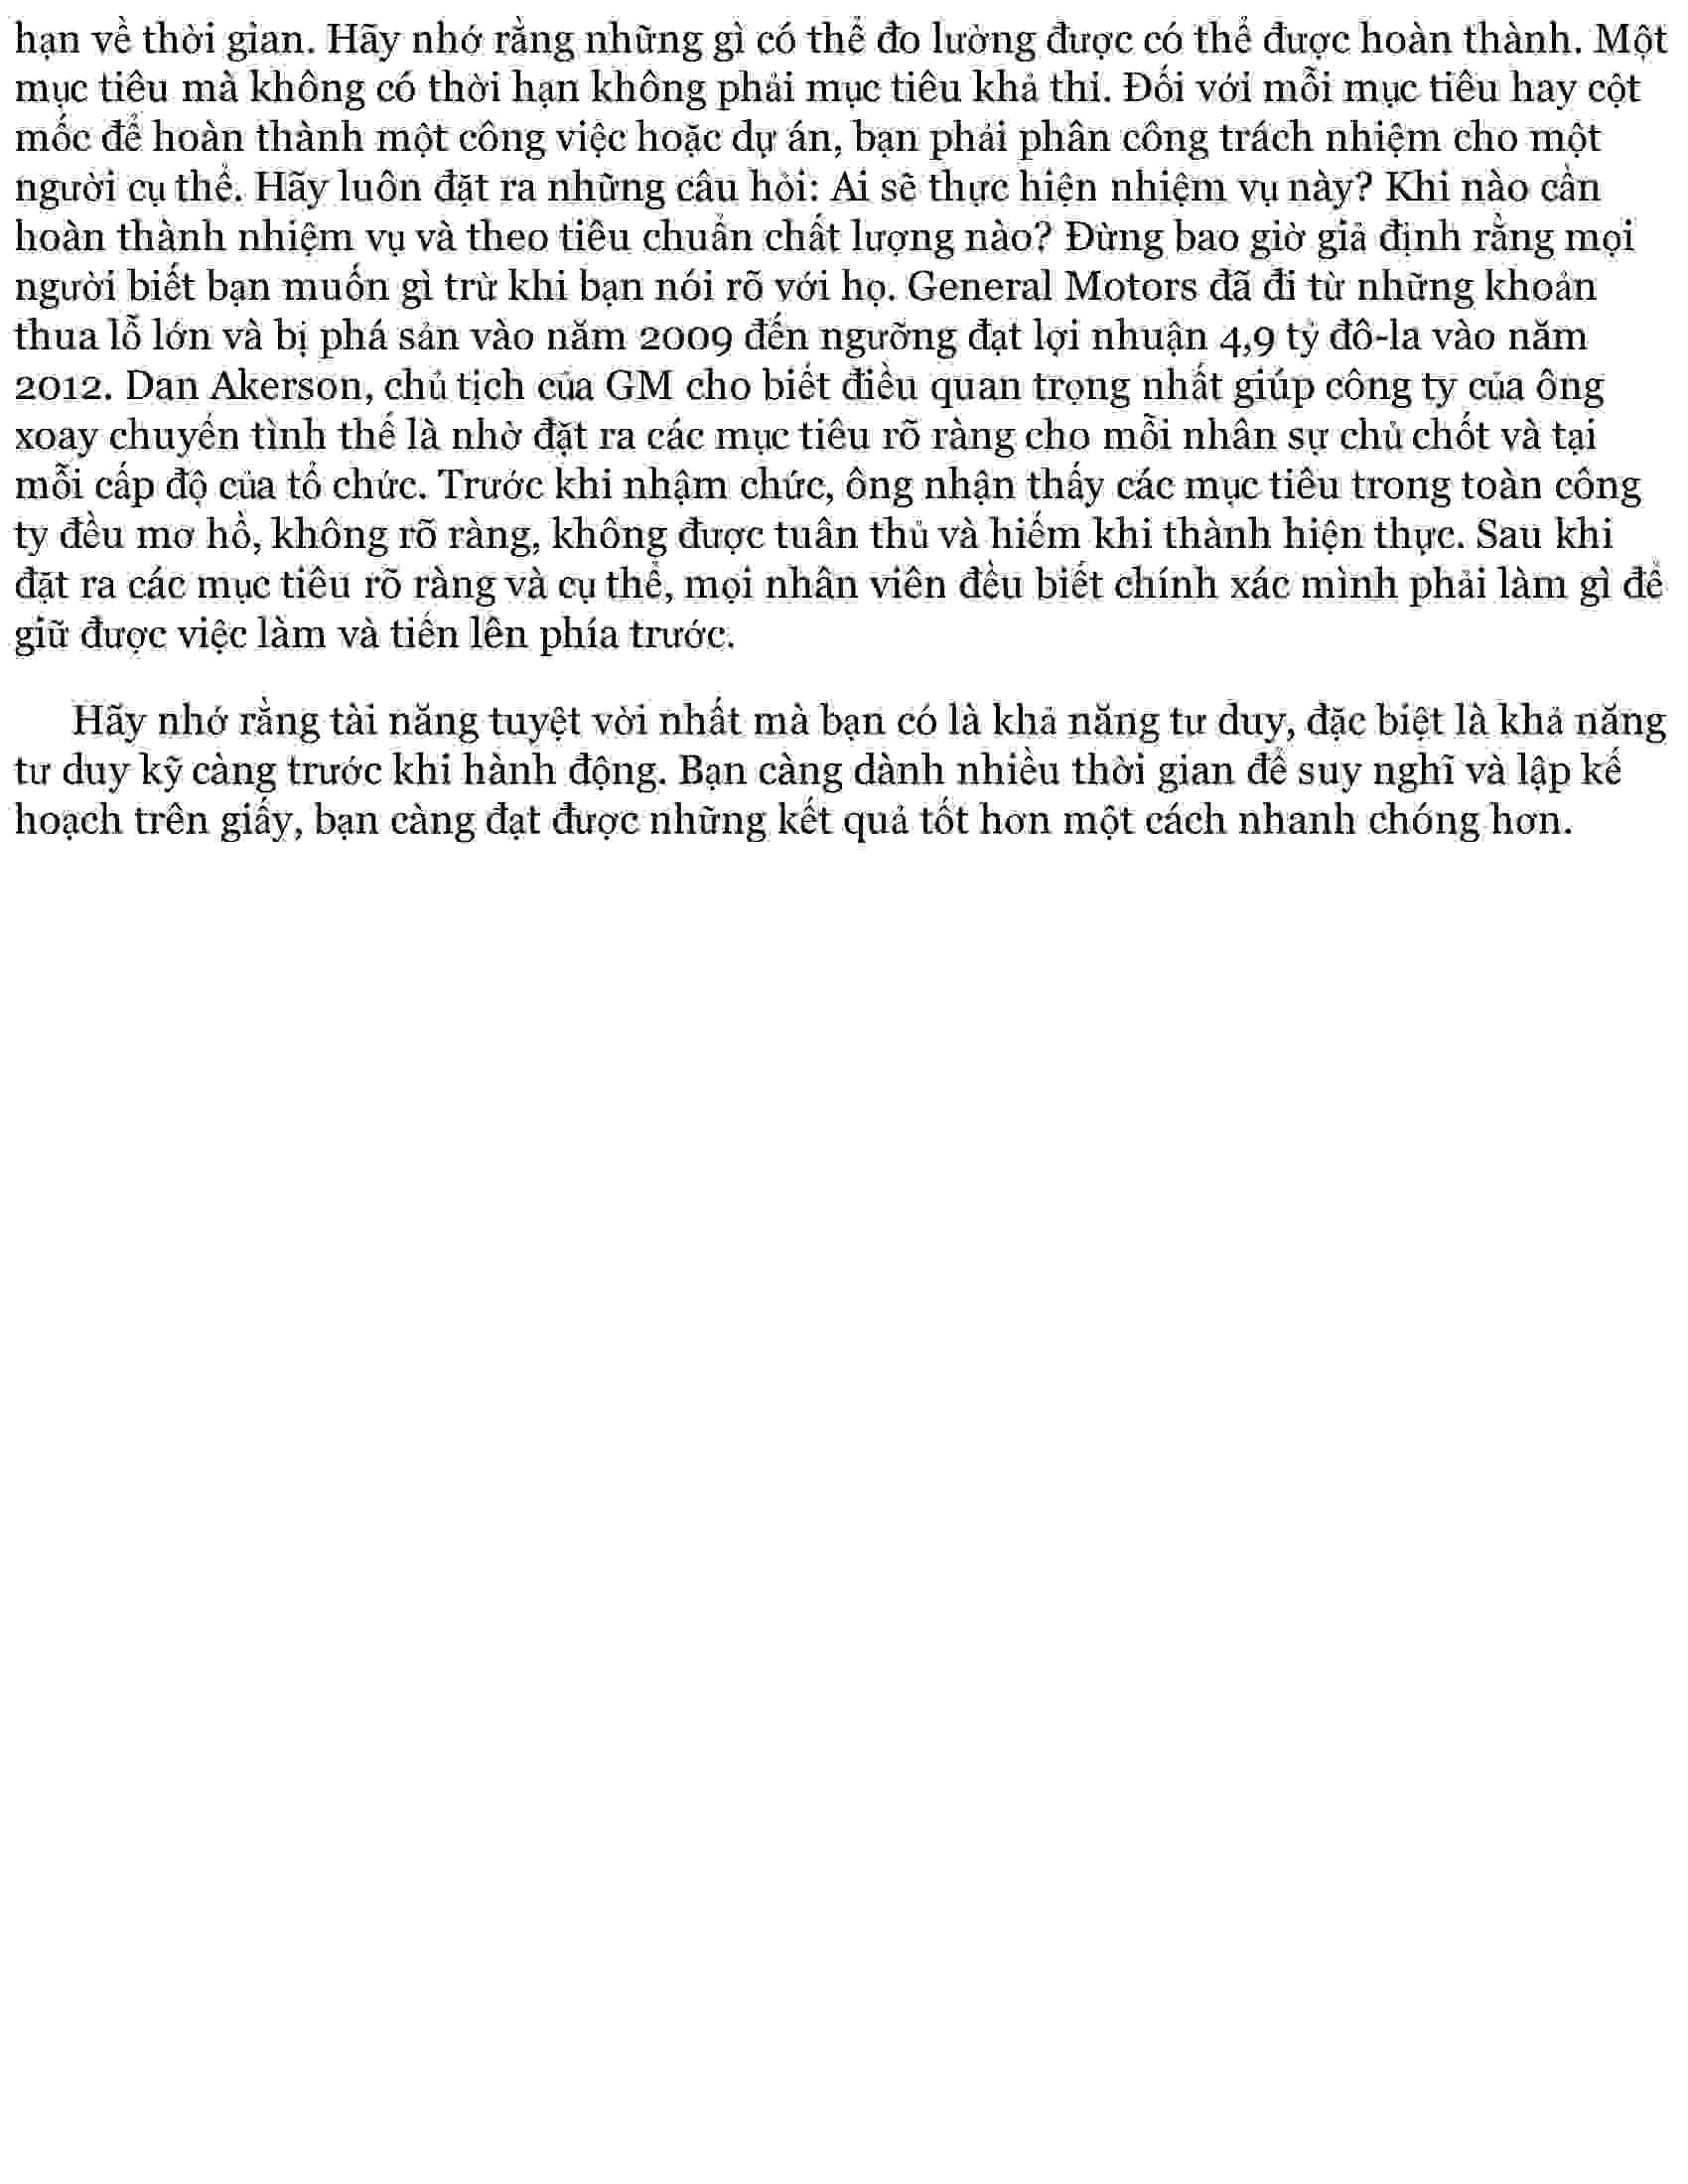 hạn về thời gian. Hãy nhớ rằng những gì có thể đo lường được có thể được hoàn thành. Một
mục tiêu mà không có thời hạn không phải mục tiêu khả thi. Đối với mỗi mục tiêu hay cột
mốc để hoàn thành một công việc hoặc dự án, bạn phải phân công trách nhiệm cho một
người cụ thể. Hãy luôn đặt ra những câu hỏi: Ai sẽ thực hiện nhiệm vụ này? Khi nào cần
hoàn thành nhiệm vụ và theo tiêu chuẩn chất lượng nào? Đừng bao giờ giả định rằng mọi
người biết bạn muốn gì trừ khi bạn nói rõ với họ. General Motors đã đi từ những khoản
thua lỗ lớn và bị phá sản vào năm 2009 đến ngưỡng đạt lợi nhuận 4,9 tỷ đô-la vào năm
2012. Dan Akerson, chủ tịch của GM cho biết điều quan trọng nhất giúp công ty của ông
xoay chuyển tình thế là nhờ đặt ra các mục tiêu rõ ràng cho mỗi nhân sự chủ chốt và tại
mỗi cấp độ của tổ chức. Trước khi nhậm chức, ông nhận thấy các mục tiêu trong toàn công
ty đều mơ hồ, không rõ ràng, không được tuân thủ và hiếm khi thành hiện thực. Sau khi
đặt ra các mục tiêu rõ ràng và cụ thể, mọi nhân viên đều biết chính xác mình phải làm gì để
giữ được việc làm và tiến lên phía trước.
Hãy nhớ rằng tài năng tuyệt vời nhất mà bạn có là khả năng tư duy, đặc biệt là khả năng
tư duy kỹ càng trước khi hành động. Bạn càng dành nhiều thời gian để suy nghĩ và lập kế
hoạch trên giấy, bạn càng đạt được những kết quả tốt hơn một cách nhanh chóng hơn.